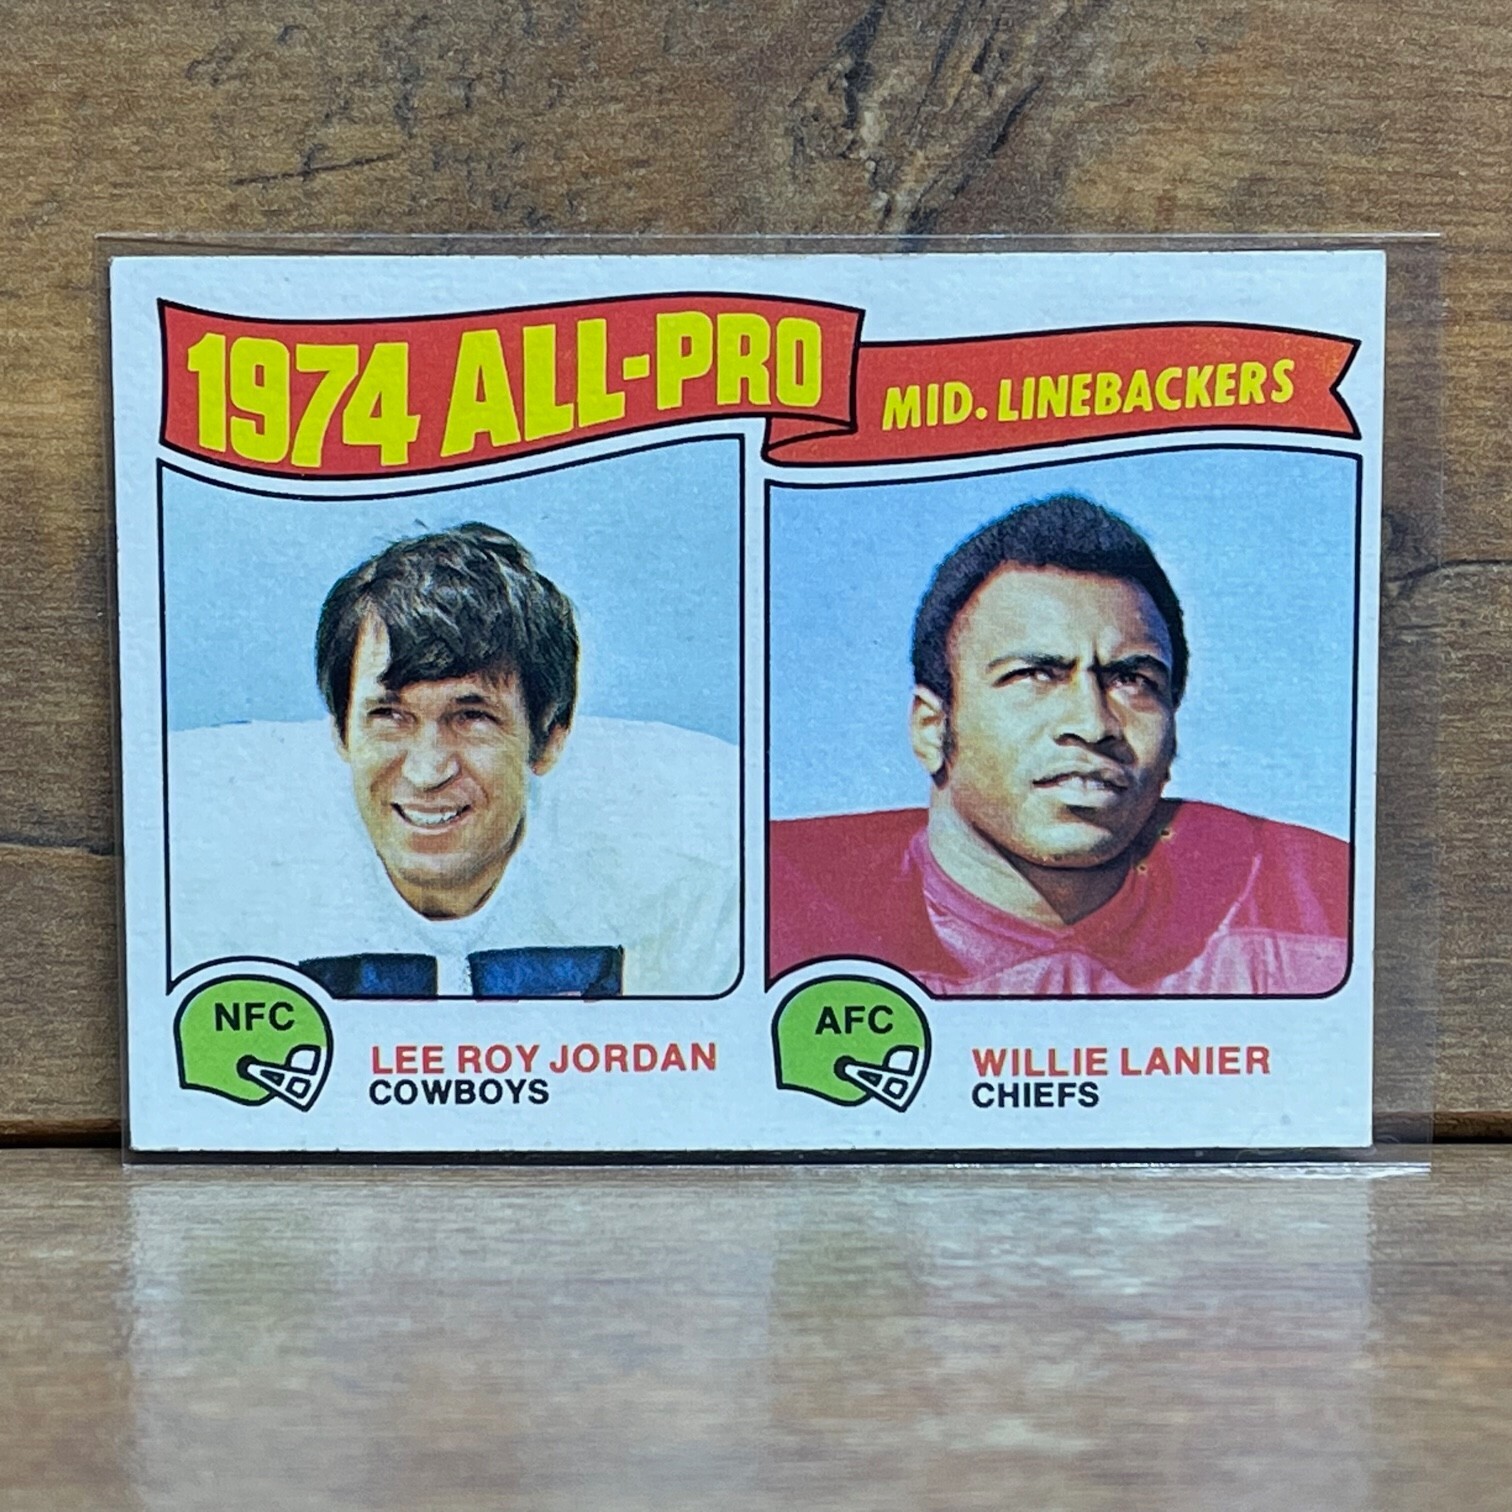 1974 ALL-PRO
MID. LINEBACKERS
NFC
LEE ROY JORDAN
COWBOYS
AFC
WILLIE LANIER
CHIEFS